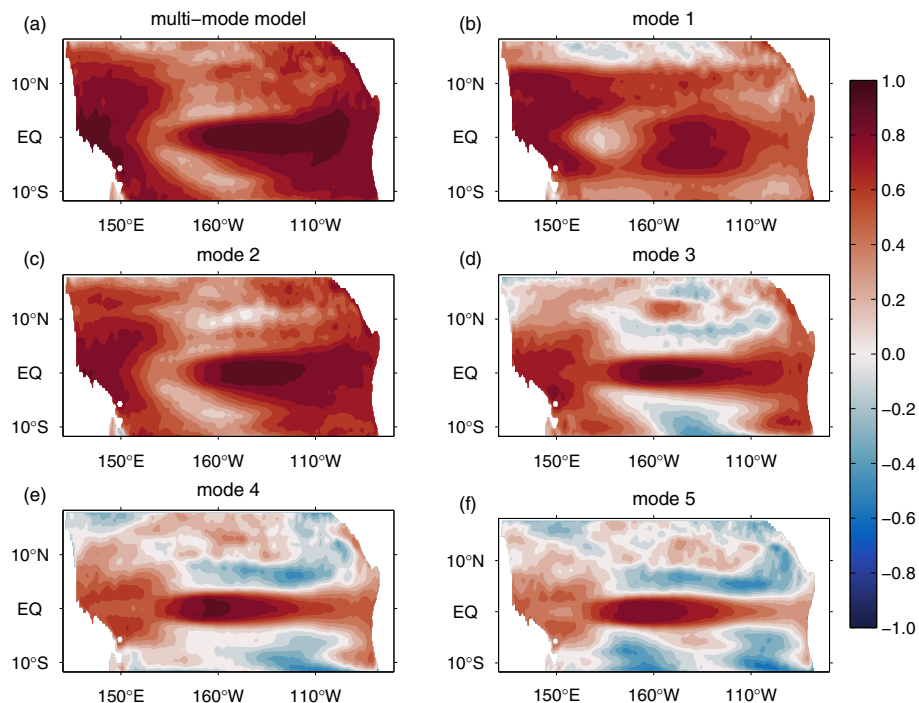 (a) multi−mode model
10°N
EQ
10°S
150°E 160°W 110°W
(b) mode 1
10°N
EQ
10°S
150°E 160°W 110°W
(c) mode 2
10°N
EQ
10°S
150°E 160°W 110°W
(d) mode 3
10°N
EQ
10°S
150°E 160°W 110°W
(e) mode 4
10°N
EQ
10°S
150°E 160°W 110°W
(f) mode 5
10°N
EQ
10°S
150°E 160°W 110°W
1.0
0.8
0.6
0.4
0.2
0.0
−0.2
−0.4
−0.6
−0.8
−1.0